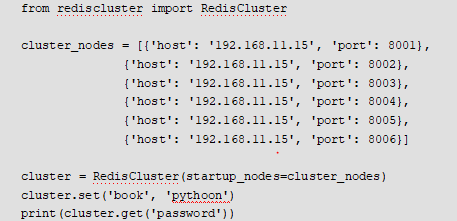 from rediscluster import RedisCluster
cluster_nodes = [{'host': '192.168.11.15', 'port': 8001},
{'host': '192.168.11.15', 'port': 8002},
{'host': '192.168.11.15', 'port': 8003},
{'host': '192.168.11.15', 'port': 8004},
{'host': '192.168.11.15', 'port': 8005},
{'host': '192.168.11.15', 'port': 8006}]
cluster = RedisCluster(startup_nodes=cluster_nodes)
cluster.set('book', 'pythoon')
print(cluster.get('password'))